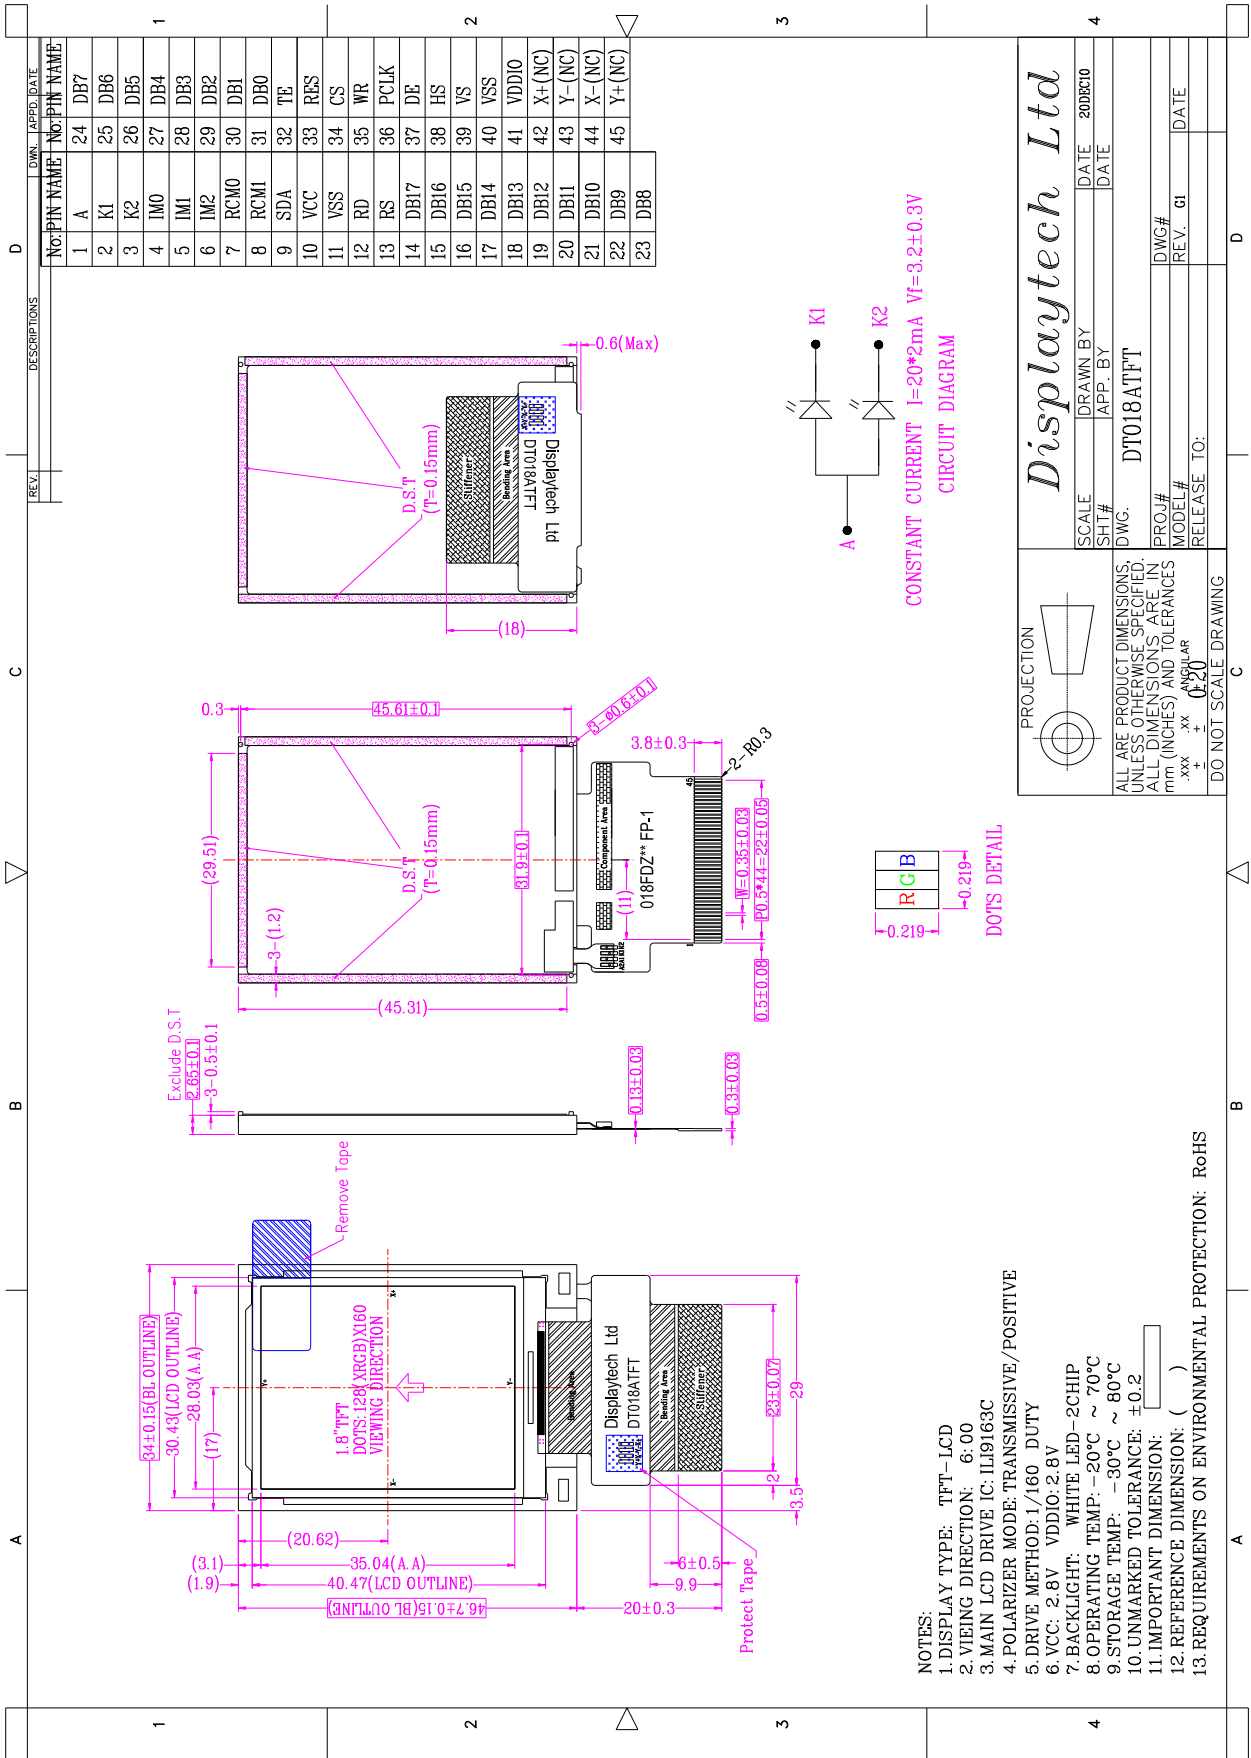 REV.
DESCRIPTIONS
DWN.
APPD.
DATE
No. PIN NAME No. PIN NAME
1 A 24 DB7
2 K1 25 DB6
3 K2 26 DB5
4 IM0 27 DB4
5 IM1 28 DB3
6 IM2 29 DB2
7 RCM0 30 DB1
8 RCM1 31 DB0
9 SDA 32 TE
10 VCC 33 RES
11 VSS 34 CS
12 RD 35 WR
13 RS 36 PCLK
14 DB17 37 DE
15 DB16 38 HS
16 DB15 39 VS
17 DB14 40 VSS
18 DB13 41 VDDIO
19 DB12 42 X+(NC)
20 DB11 43 Y-(NC)
21 DB10 44 X-(NC)
22 DB9 45 Y+(NC)
23 DB8
34±0.15(BL OUTLINE)
30.43(LCD OUTLINE)
28.03(A.A)
(17)
Remove Tape
Y+
X+
Y-
X-
1.8"TFT
DOTS: 128(XRGB)X160
VIEWING DIRECTION
(20.62)
(3.1)
35.04(A.A)
(1.9)
40.47(LCD OUTLINE)
46.7±0.15(BL OUTLINE)
Bending Area
Displaytech Ltd
DT018ATFT
Bending Area
Stiffener
23±0.07
29
2
3.5
6±0.5
9.9
20±0.3
Protect Tape
Exclude D.S.T
2.65±0.1
3-0.5±0.1
0.13±0.03
0.3±0.03
0.3
45.61±0.1
3-ø0.6±0.1
(29.51)
D.S.T
(T=0.15mm)
3-(1.2)
31.9±0.1
(45.31)
Component Area
018FDZ** FP-1
(11)
3.8±0.3
2-R0.3
45
1
W=0.35±0.03
P0.5*44=22±0.05
0.5±0.08
D.S.T
(T=0.15mm)
0.6(Max)
Stiffener
Bending Area
Displaytech Ltd
DT018ATFT
(18)
A
K1
K2
CONSTANT CURRENT I=20*2mA Vf=3.2±0.3V
CIRCUIT DIAGRAM
R G B
0.219
0.219
DOTS DETAIL
NOTES:
1.DISPLAY TYPE: TFT-LCD
2.VIEING DIRECTION: 6:00
3.MAIN LCD DRIVE IC: ILI9163C
4.POLARIZER MODE: TRANSMISSIVE/POSITIVE
5.DRIVE METHOD: 1/160 DUTY
6.VCC: 2.8V VDDIO: 2.8V
7.BACKLIGHT: WHITE LED-2CHIP
8.OPERATING TEMP: -20°C ~ 70°C
9.STORAGE TEMP: -30°C ~ 80°C
10.UNMARKED TOLERANCE: ±0.2
11.IMPORTANT DIMENSION:
12.REFERENCE DIMENSION: ( )
13.REQUIREMENTS ON ENVIRONMENTAL PROTECTION: RoHS
PROJECTION
ALL ARE PRODUCT DIMENSIONS,
UNLESS OTHERWISE SPECIFIED.
ALL DIMENSIONS ARE IN
mm (INCHES) AND TOLERANCES
.XXX .XX ANGULAR
± ± 0.20
DO NOT SCALE DRAWING
Displaytech Ltd
SCALE DRAWN BY DATE 20DEC10
SHT# APP. BY DATE
DWG. DT018ATFT
PROJ# DWG#
MODEL# REV. G1 DATE
RELEASE TO:
A B C D
A B C D
1 2 3 4
1 2 3 4